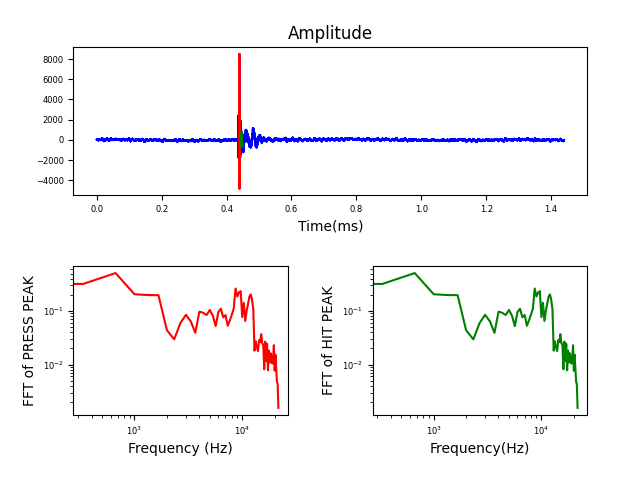 Amplitude
8000
6000
4000
2000
0
−2000
−4000
0.0 0.2 0.4 0.6 0.8 1.0 1.2 1.4
Time(ms)
FFT of PRESS PEAK
10⁻¹
10⁻²
10³ 10⁴
Frequency (Hz)
FFT of HIT PEAK
10⁻¹
10⁻²
10³ 10⁴
Frequency(Hz)